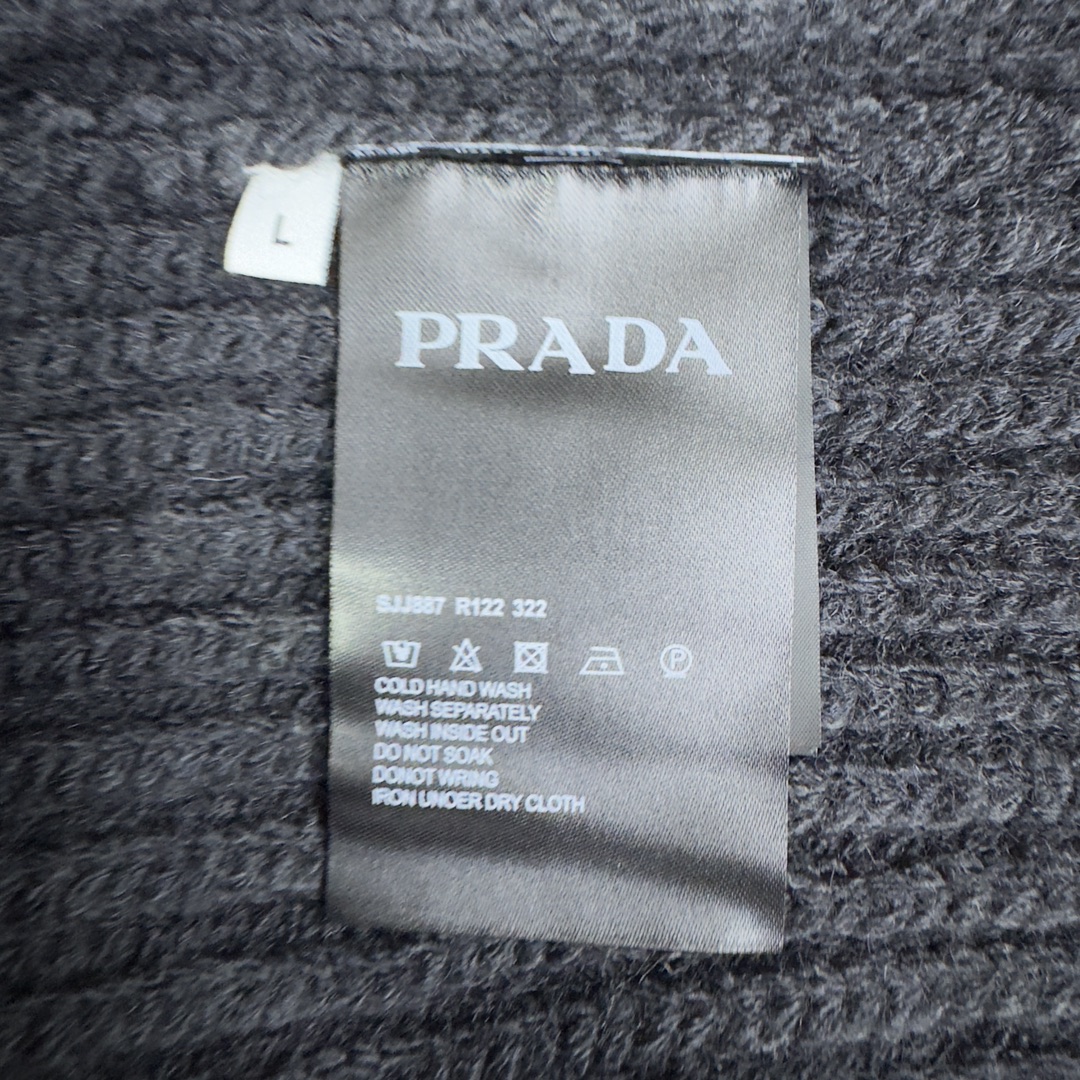 L
PRADA
SJJ887 R122 322
P
COLD HAND WASH
WASH SEPARATELY
WASH INSIDE OUT
DO NOT SOAK
DONOT WRING
IRON UNDER DRY CLOTH